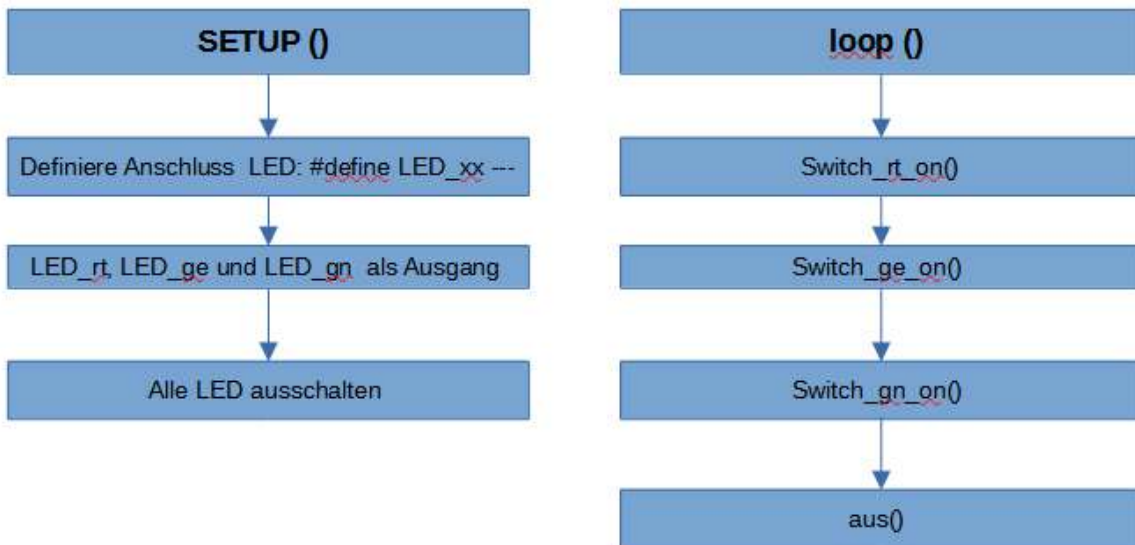 SETUP ()
Definiere Anschluss LED: #define LED_xx ---
LED_rt, LED_ge und LED_gn als Ausgang
Alle LED ausschalten
loop ()
Switch_rt_on()
Switch_ge_on()
Switch_gn_on()
aus()